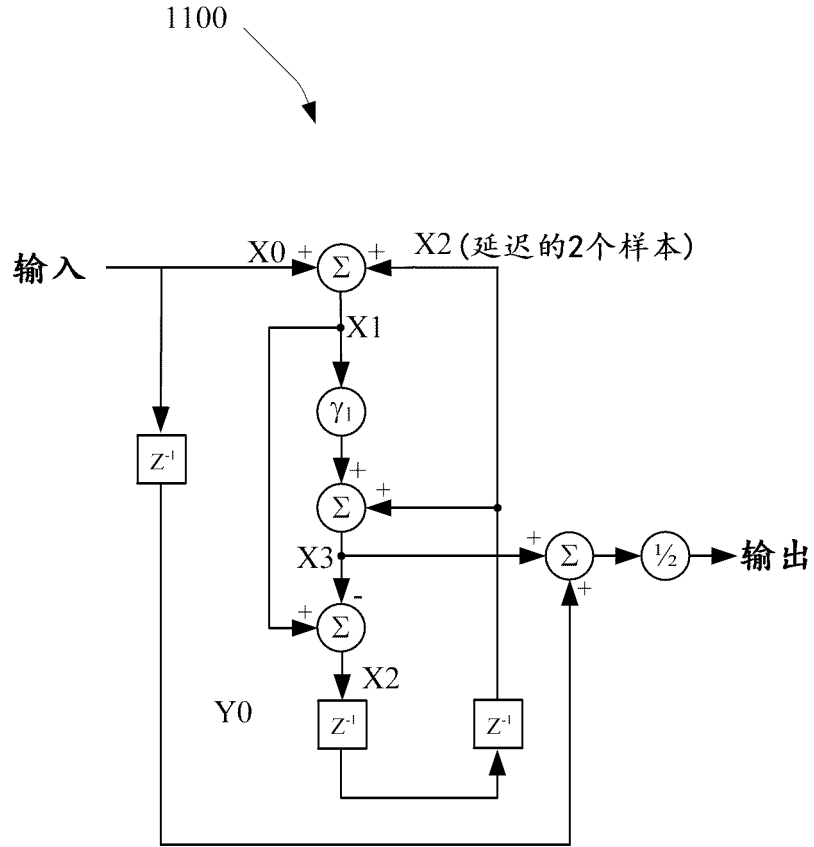 1100
输入
X0
+
Σ
+
X2 (延迟的2个样本)
X1
γ₁
Z⁻¹
+
+
Σ
X3
+
Σ
½
输出
+
-
+
Σ
X2
Y0
Z⁻¹
Z⁻¹